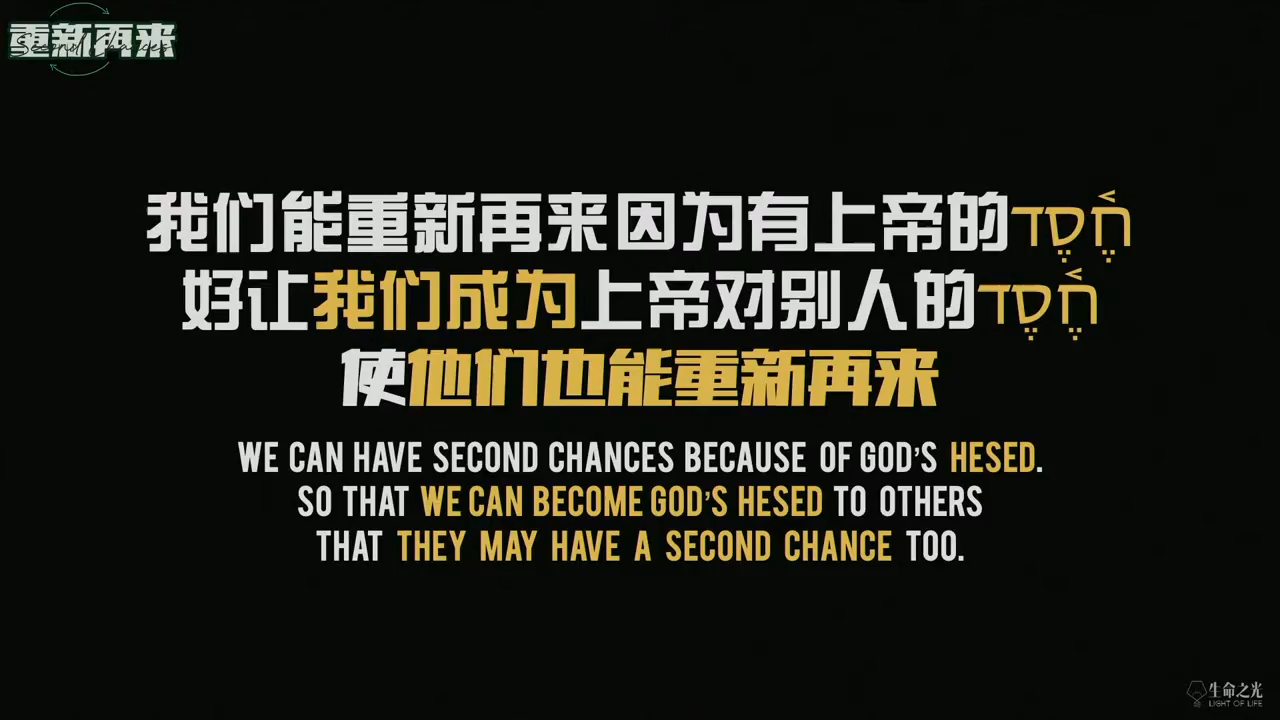 重新再来
Second Chances
我们能重新再来因为有上帝的חֶ֫סֶד
好让我们成为上帝对别人的חֶ֫סֶד
使他们也能重新再来
WE CAN HAVE SECOND CHANCES BECAUSE OF GOD'S HESED.
SO THAT WE CAN BECOME GOD'S HESED TO OTHERS
THAT THEY MAY HAVE A SECOND CHANCE TOO.
生命之光
LIGHT OF LIFE